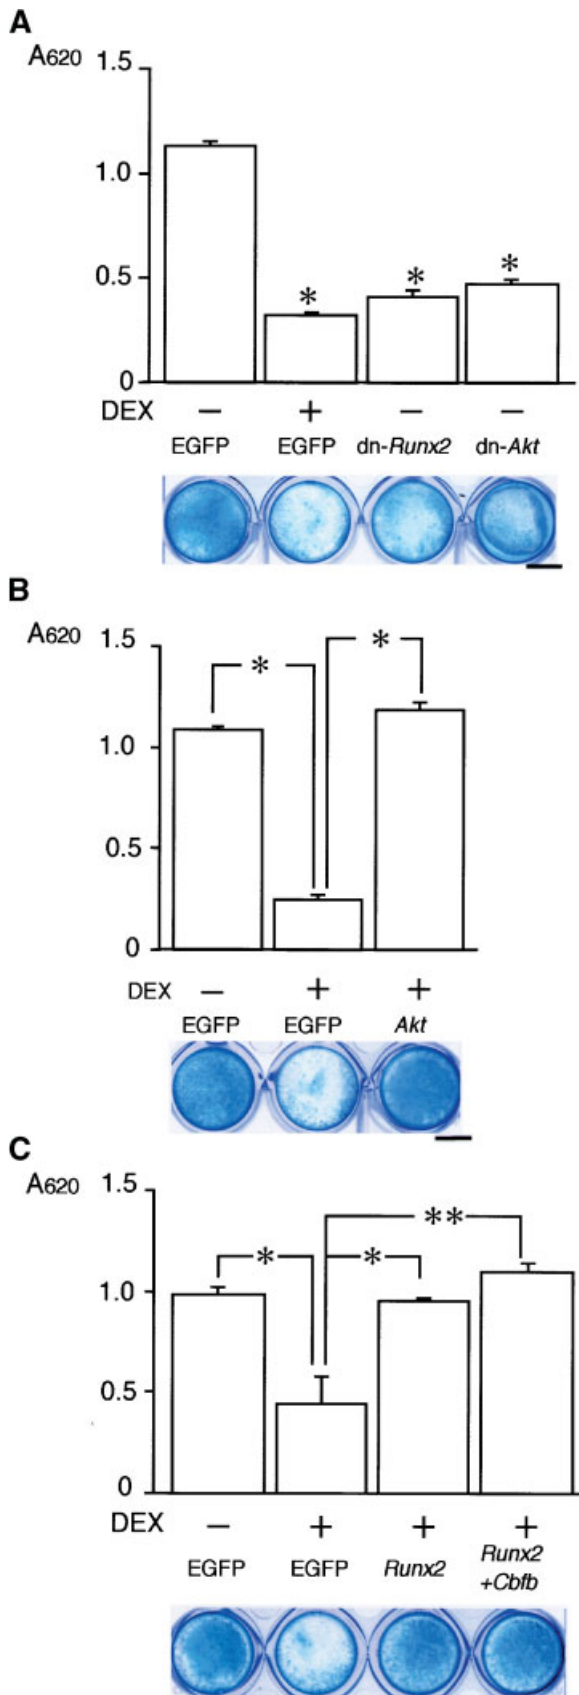 A
A620 1.5
1.0
0.5
0
* * *
DEX − + − −
EGFP EGFP dn-Runx2 dn-Akt
B
A620 1.5
* *
1.0
0.5
0
DEX − + +
EGFP EGFP Akt
C
A620 1.5
**
* *
1.0
0.5
0
DEX − + + +
EGFP EGFP Runx2 Runx2
+Cbfb